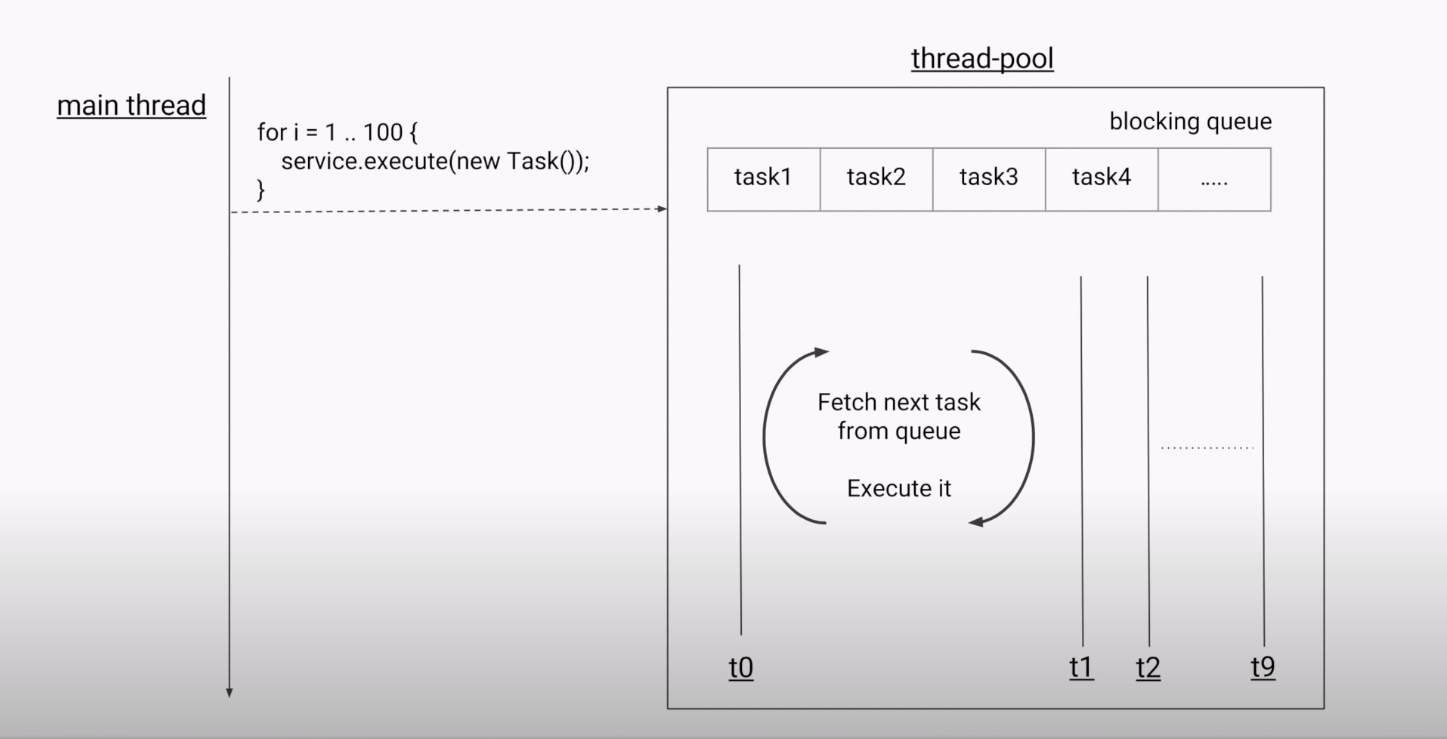 thread-pool
main thread
for i = 1 .. 100 {
service.execute(new Task());
}
blocking queue
task1 task2 task3 task4 .....
Fetch next task
from queue
Execute it
t0 t1 t2 t9